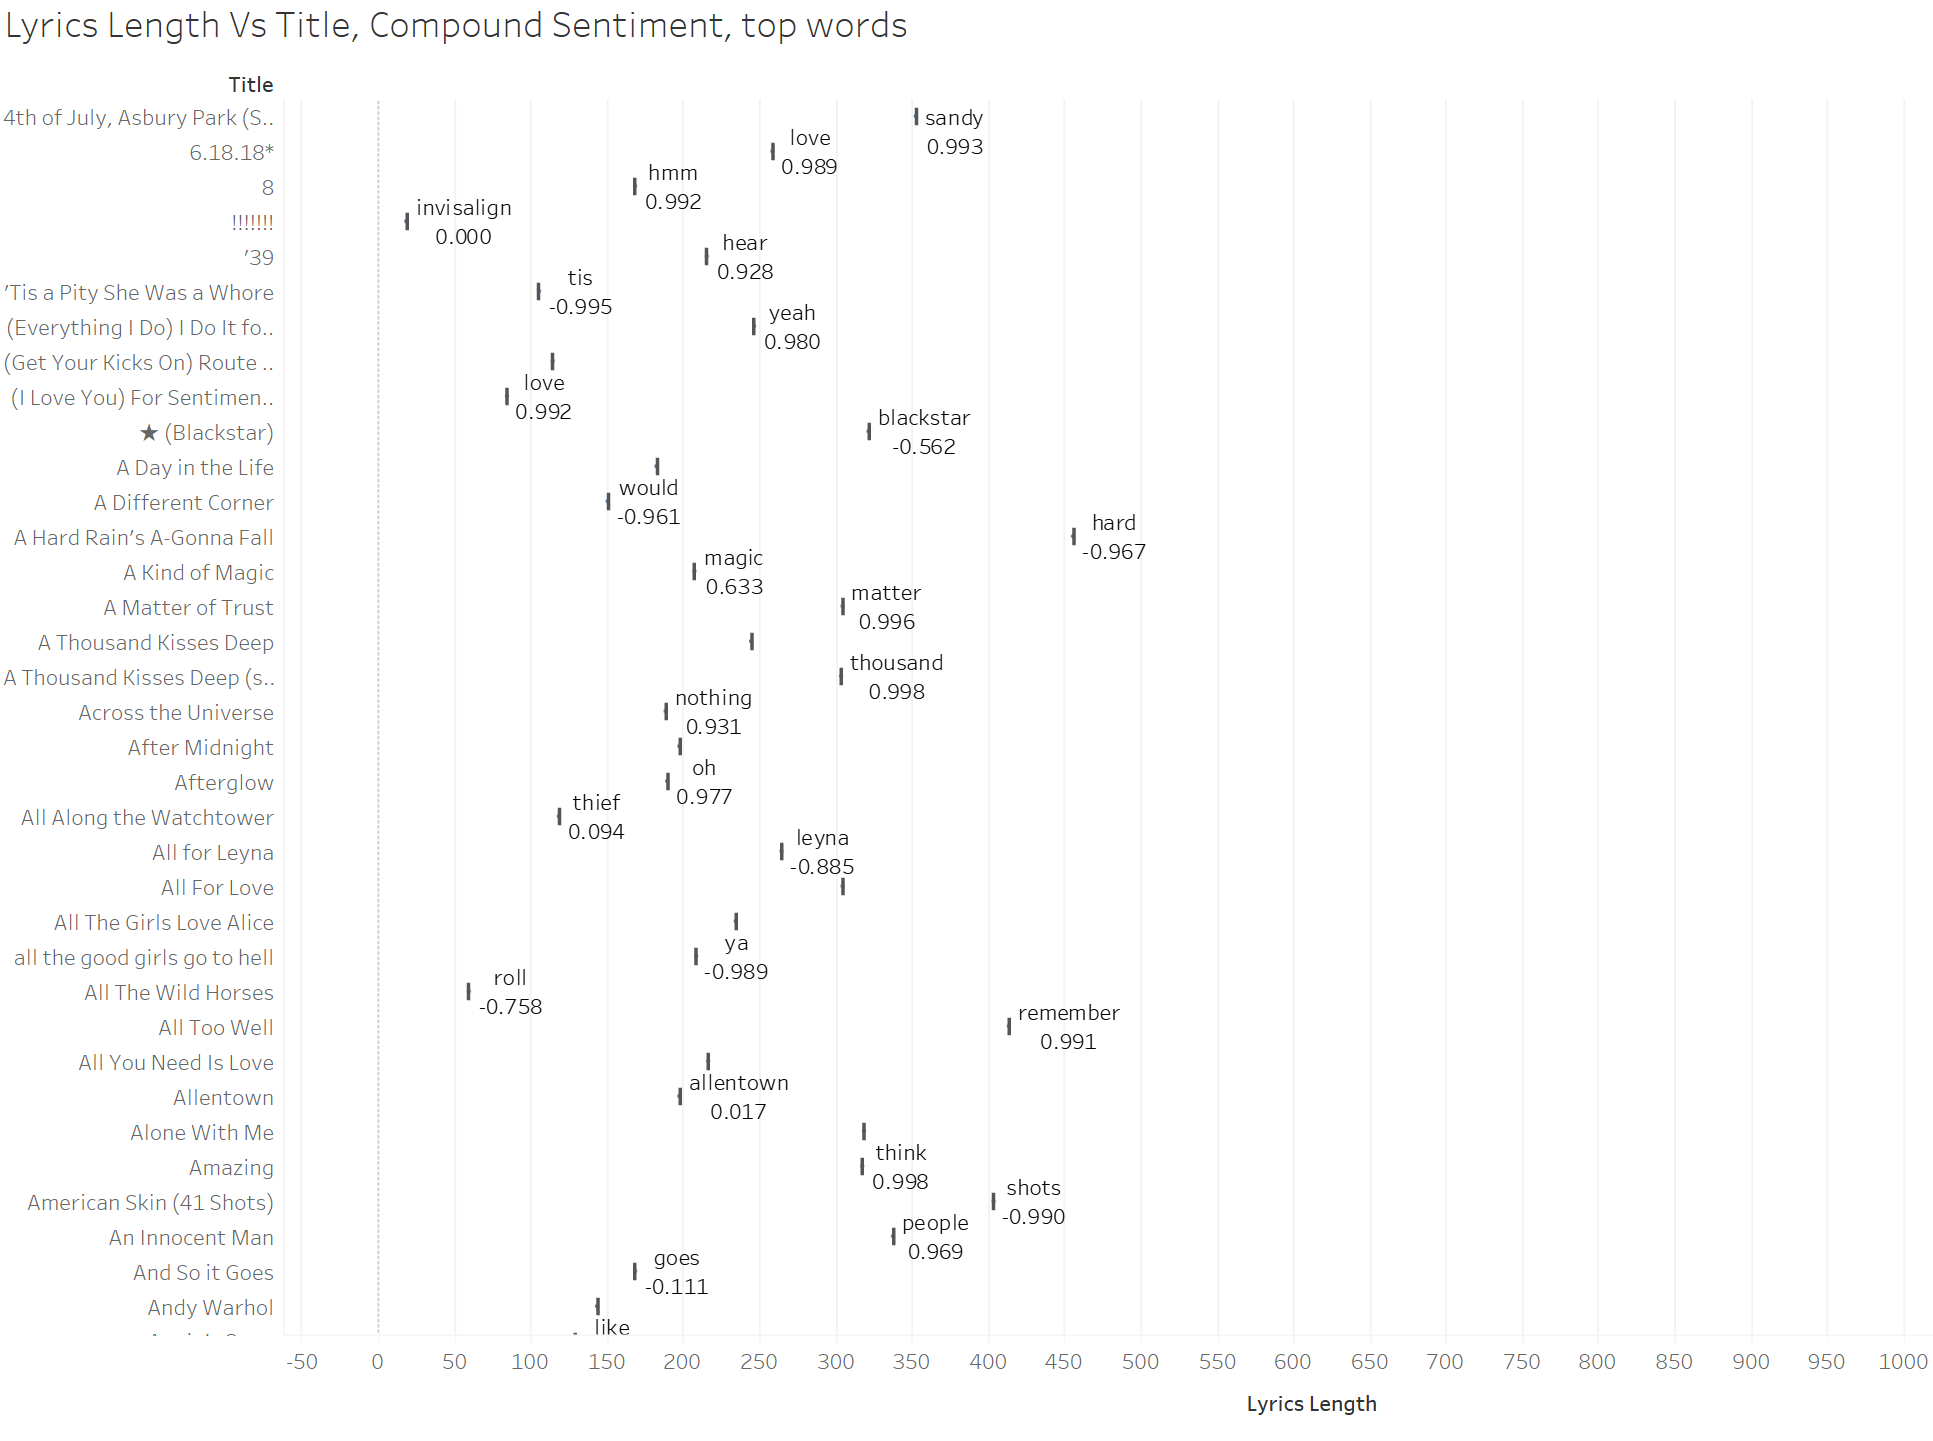 Lyrics Length Vs Title, Compound Sentiment, top words
Title
4th of July, Asbury Park (S..
sandy
0.993
6.18.18*
love
0.989
8
hmm
0.992
!!!!!!!
invisalign
0.000
’39
hear
0.928
’Tis a Pity She Was a Whore
tis
-0.995
(Everything I Do) I Do It fo..
yeah
0.980
(Get Your Kicks On) Route ..
(I Love You) For Sentimen..
love
0.992
★ (Blackstar)
blackstar
-0.562
A Day in the Life
A Different Corner
would
-0.961
A Hard Rain’s A-Gonna Fall
hard
-0.967
A Kind of Magic
magic
0.633
A Matter of Trust
matter
0.996
A Thousand Kisses Deep
A Thousand Kisses Deep (s..
thousand
0.998
Across the Universe
nothing
0.931
After Midnight
Afterglow
oh
0.977
All Along the Watchtower
thief
0.094
All for Leyna
leyna
-0.885
All For Love
All The Girls Love Alice
all the good girls go to hell
ya
-0.989
All The Wild Horses
roll
-0.758
All Too Well
remember
0.991
All You Need Is Love
Allentown
allentown
0.017
Alone With Me
Amazing
think
0.998
American Skin (41 Shots)
shots
-0.990
An Innocent Man
people
0.969
And So it Goes
goes
-0.111
Andy Warhol
like
-50 0 50 100 150 200 250 300 350 400 450 500 550 600 650 700 750 800 850 900 950 1000
Lyrics Length